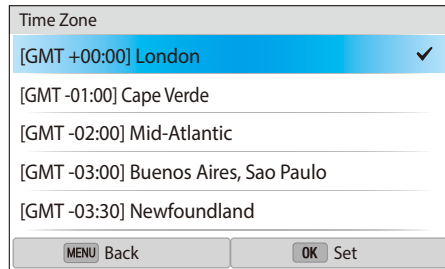 Time Zone
[GMT +00:00] London
[GMT -01:00] Cape Verde
[GMT -02:00] Mid-Atlantic
[GMT -03:00] Buenos Aires, Sao Paulo
[GMT -03:30] Newfoundland
MENU Back OK Set